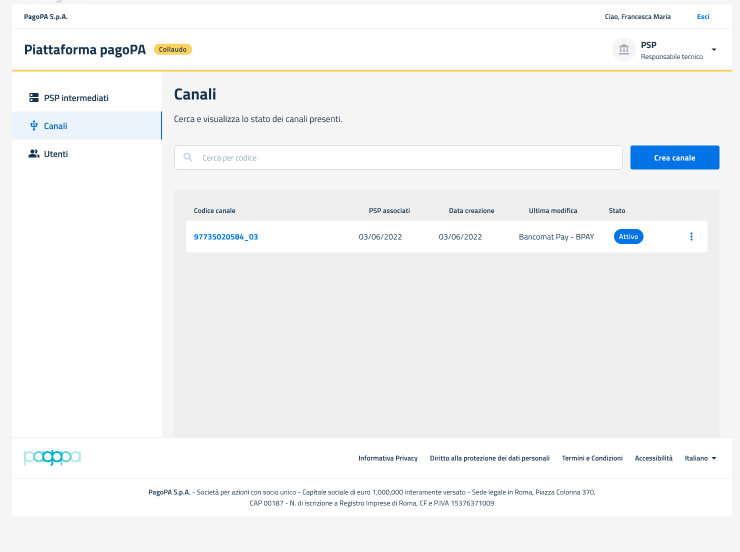 PagoPA S.p.A.
Ciao, Francesca Maria
Esci
Piattaforma pagoPA
Collaudo
PSP
Responsabile tecnico
PSP intermediati
Canali
Utenti
Canali
Cerca e visualizza lo stato dei canali presenti.
Cerca per codice
Crea canale
Codice canale PSP associati Data creazione Ultima modifica Stato
97735020584_03 03/06/2022 03/06/2022 Bancomat Pay - BPAY Attivo
pagopa
Informativa Privacy Diritto alla protezione dei dati personali Termini e Condizioni Accessibilità Italiano
PagoPA S.p.A. - Società per azioni con socio unico - Capitale sociale di euro 1,000,000 interamente versato - Sede legale in Roma, Piazza Colonna 370,
CAP 00187 - N. di iscrizione a Registro Imprese di Roma, CF e P.IVA 15376371009